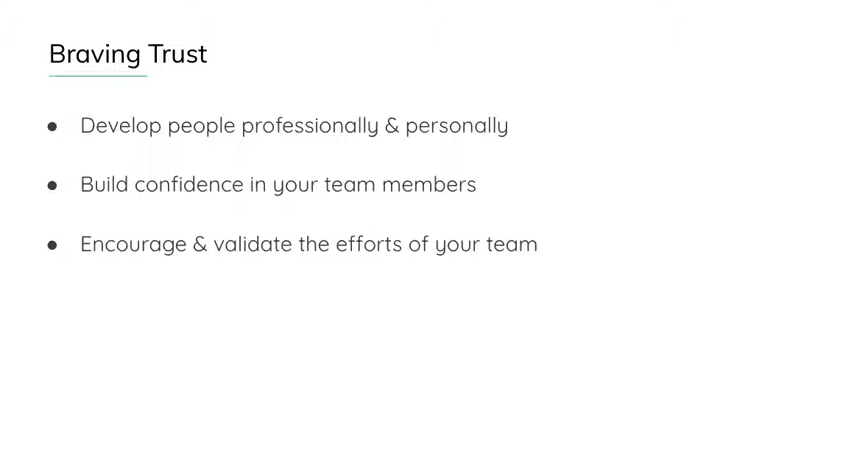 Braving Trust
● Develop people professionally & personally
● Build confidence in your team members
● Encourage & validate the efforts of your team